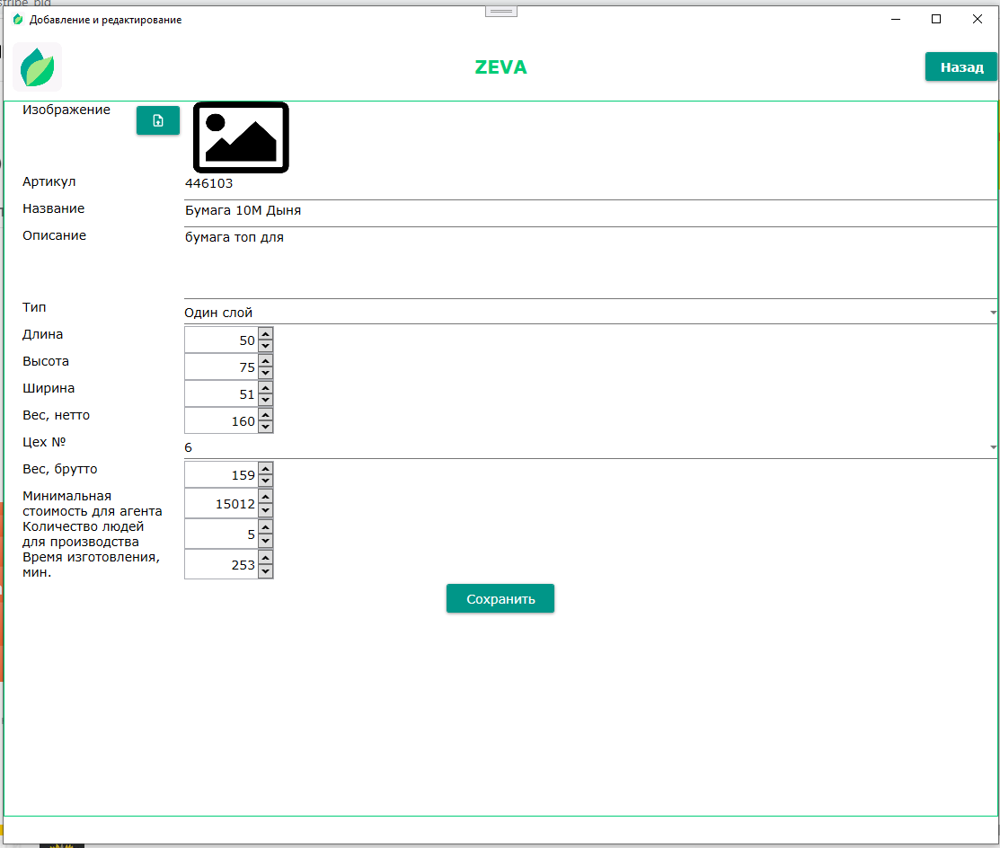 stripe_big
Добавление и редактирование
ZEVA
Назад
Изображение
Артикул
446103
Название
Бумага 10М Дыня
Описание
бумага топ для
Тип
Один слой
Длина
50
Высота
75
Ширина
51
Вес, нетто
160
Цех №
6
Вес, брутто
159
Минимальная
стоимость для агента
15012
Количество людей
для производства
5
Время изготовления,
мин.
253
Сохранить